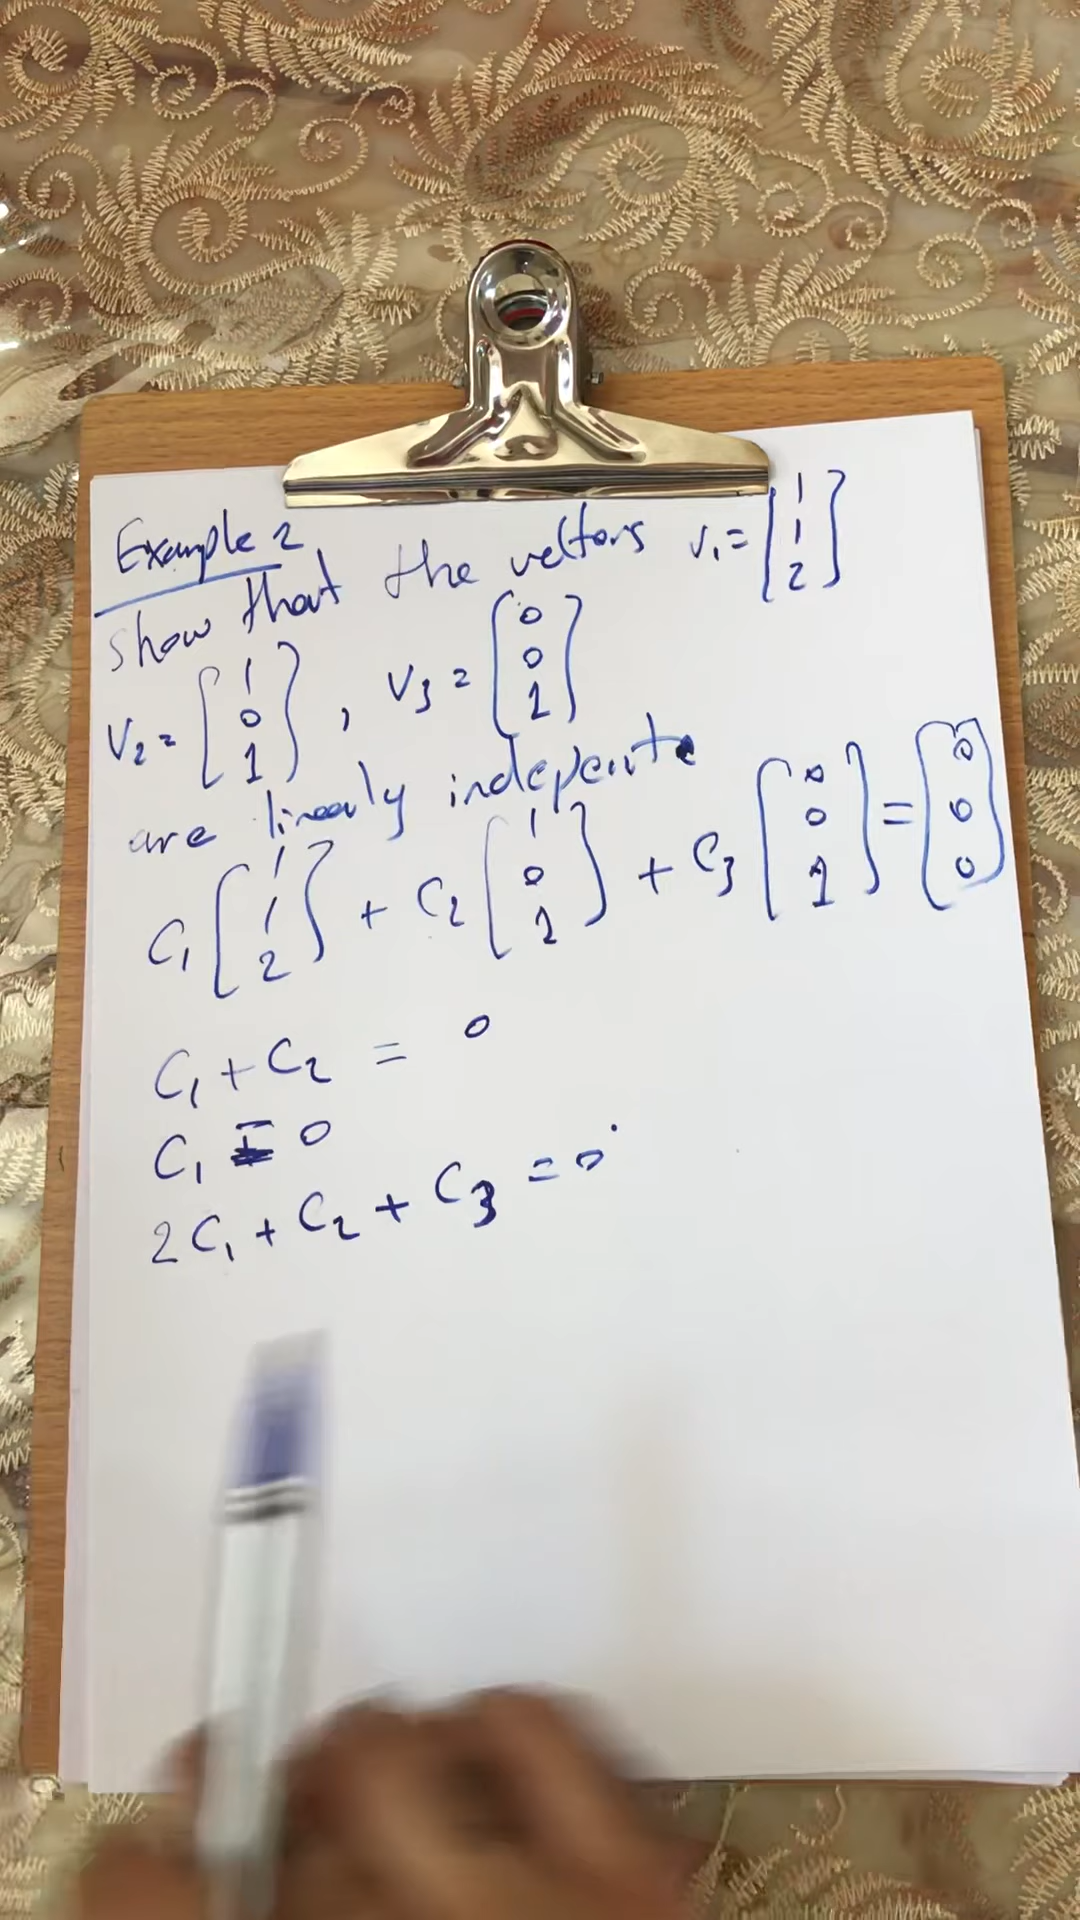 Example 2
show that the vectors v₁ = [1 1 2]
V₂ = [1 0 1] , V₃ = [0 0 1]
are linearly indepente
C₁ [1 1 2] + C₂ [1 0 1] + C₃ [0 0 1] = [0 0 0]
C₁ + C₂ = 0
C₁ = 0
2C₁ + C₂ + C₃ = 0